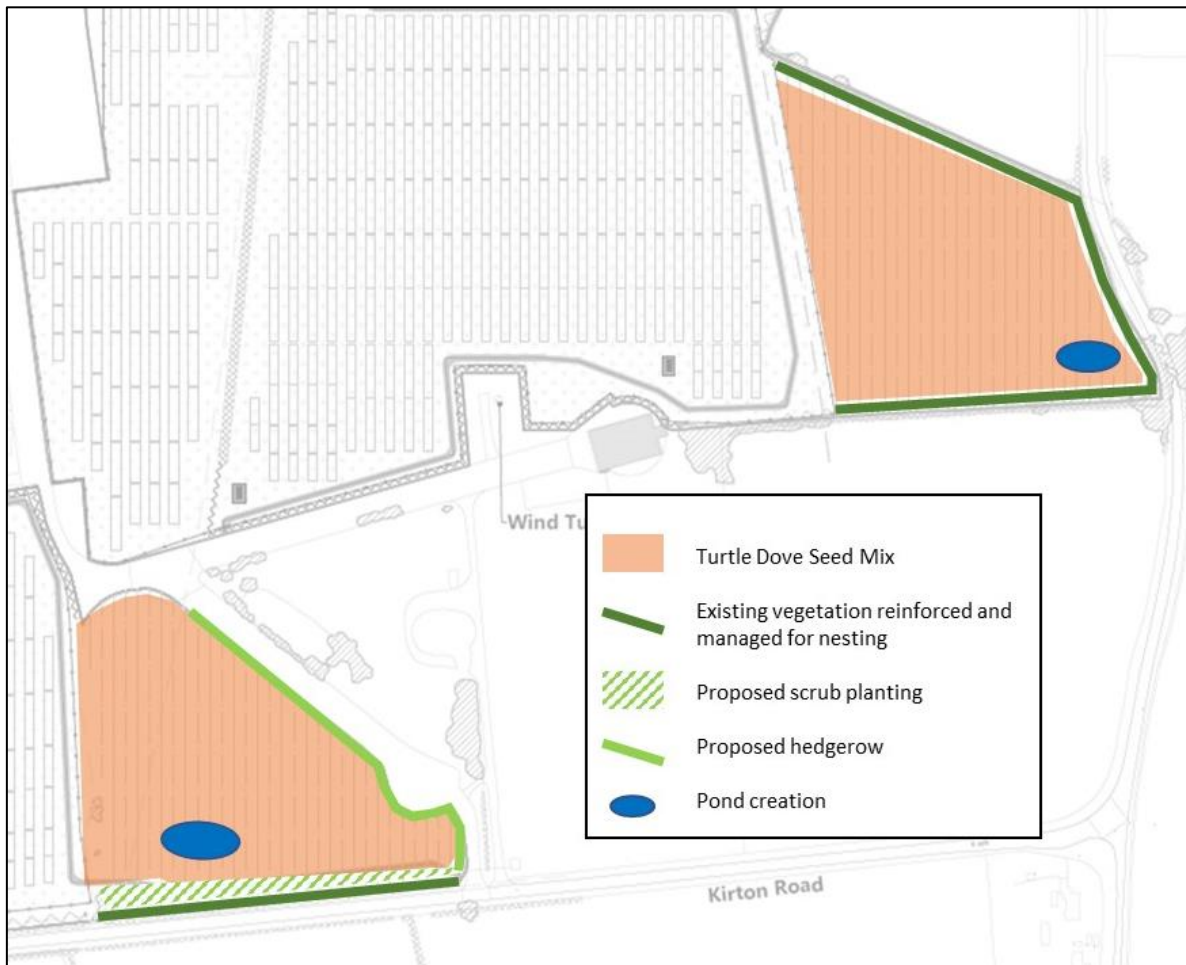 Wind
Turtle Dove Seed Mix
Existing vegetation reinforced and
managed for nesting
Proposed scrub planting
Proposed hedgerow
Pond creation
Kirton Road